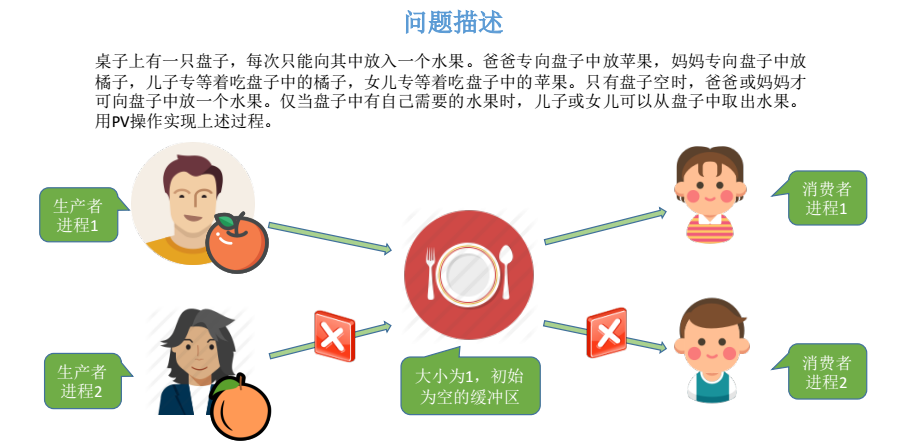 问题描述
桌子上有一只盘子，每次只能向其中放入一个水果。爸爸专向盘子中放苹果，妈妈专向盘子中放
橘子，儿子专等着吃盘子中的橘子，女儿专等着吃盘子中的苹果。只有盘子空时，爸爸或妈妈才
可向盘子中放一个水果。仅当盘子中有自己需要的水果时，儿子或女儿可以从盘子中取出水果。
用PV操作实现上述过程。
生产者
进程1
消费者
进程1
生产者
进程2
大小为1，初始
为空的缓冲区
消费者
进程2